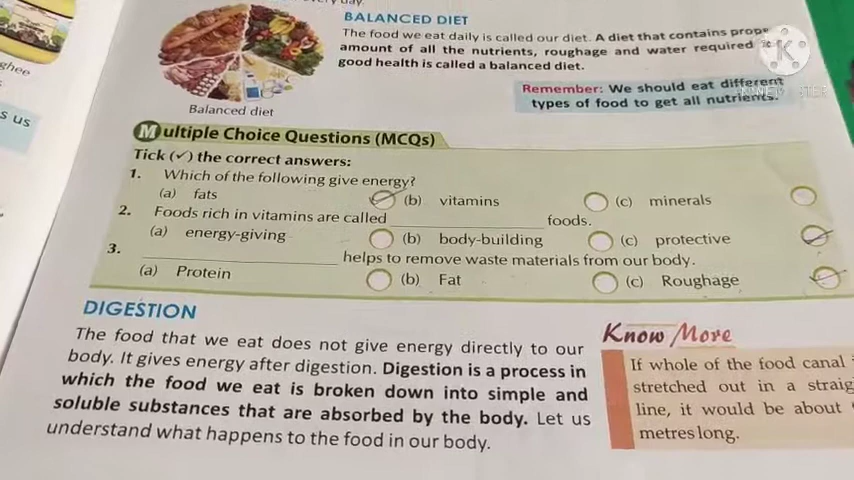 ghee
s us
BALANCED DIET
The food we eat daily is called our diet. A diet that contains
amount of all the nutrients, roughage and water required
good health is called a balanced diet.
Balanced diet
Remember: We should eat different
types of food to get all nutrients.
Multiple Choice Questions (MCQs)
Tick (✓) the correct answers:
1. Which of the following give energy?
(a) fats (b) vitamins (c) minerals
2. Foods rich in vitamins are called ____________ foods.
(a) energy-giving (b) body-building (c) protective
3. ____________ helps to remove waste materials from our body.
(a) Protein (b) Fat (c) Roughage
DIGESTION
The food that we eat does not give energy directly to our
body. It gives energy after digestion. Digestion is a process in
which the food we eat is broken down into simple and
soluble substances that are absorbed by the body. Let us
understand what happens to the food in our body.
Know More
If whole of the food canal
stretched out in a
line, it would be about
metres long.